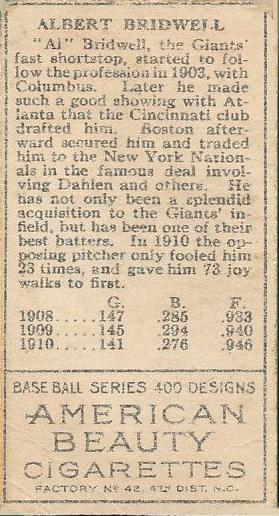 ALBERT BRIDWELL
"Al" Bridwell, the Giants'
fast shortstop, started to fol-
low the profession in 1903, with
Columbus. Later he made
such a good showing with At-
lanta that the Cincinnati club
drafted him. Boston after-
ward secured him and traded
him to the New York Nation-
als in the famous deal invol-
ving Dahlen and others. He
has not only been a splendid
acquisition to the Giants' in-
field, but has been one of their
best batters. In 1910 the op-
posing pitcher only fooled him
23 times, and gave him 73 joy
walks to first.
G. B. F.
1908.....147 .285 .933
1909.....145 .294 .940
1910.....141 .276 .946
BASE BALL SERIES 400 DESIGNS
AMERICAN
BEAUTY
CIGARETTES
FACTORY Nº 42, 4TH DIST. N.C.